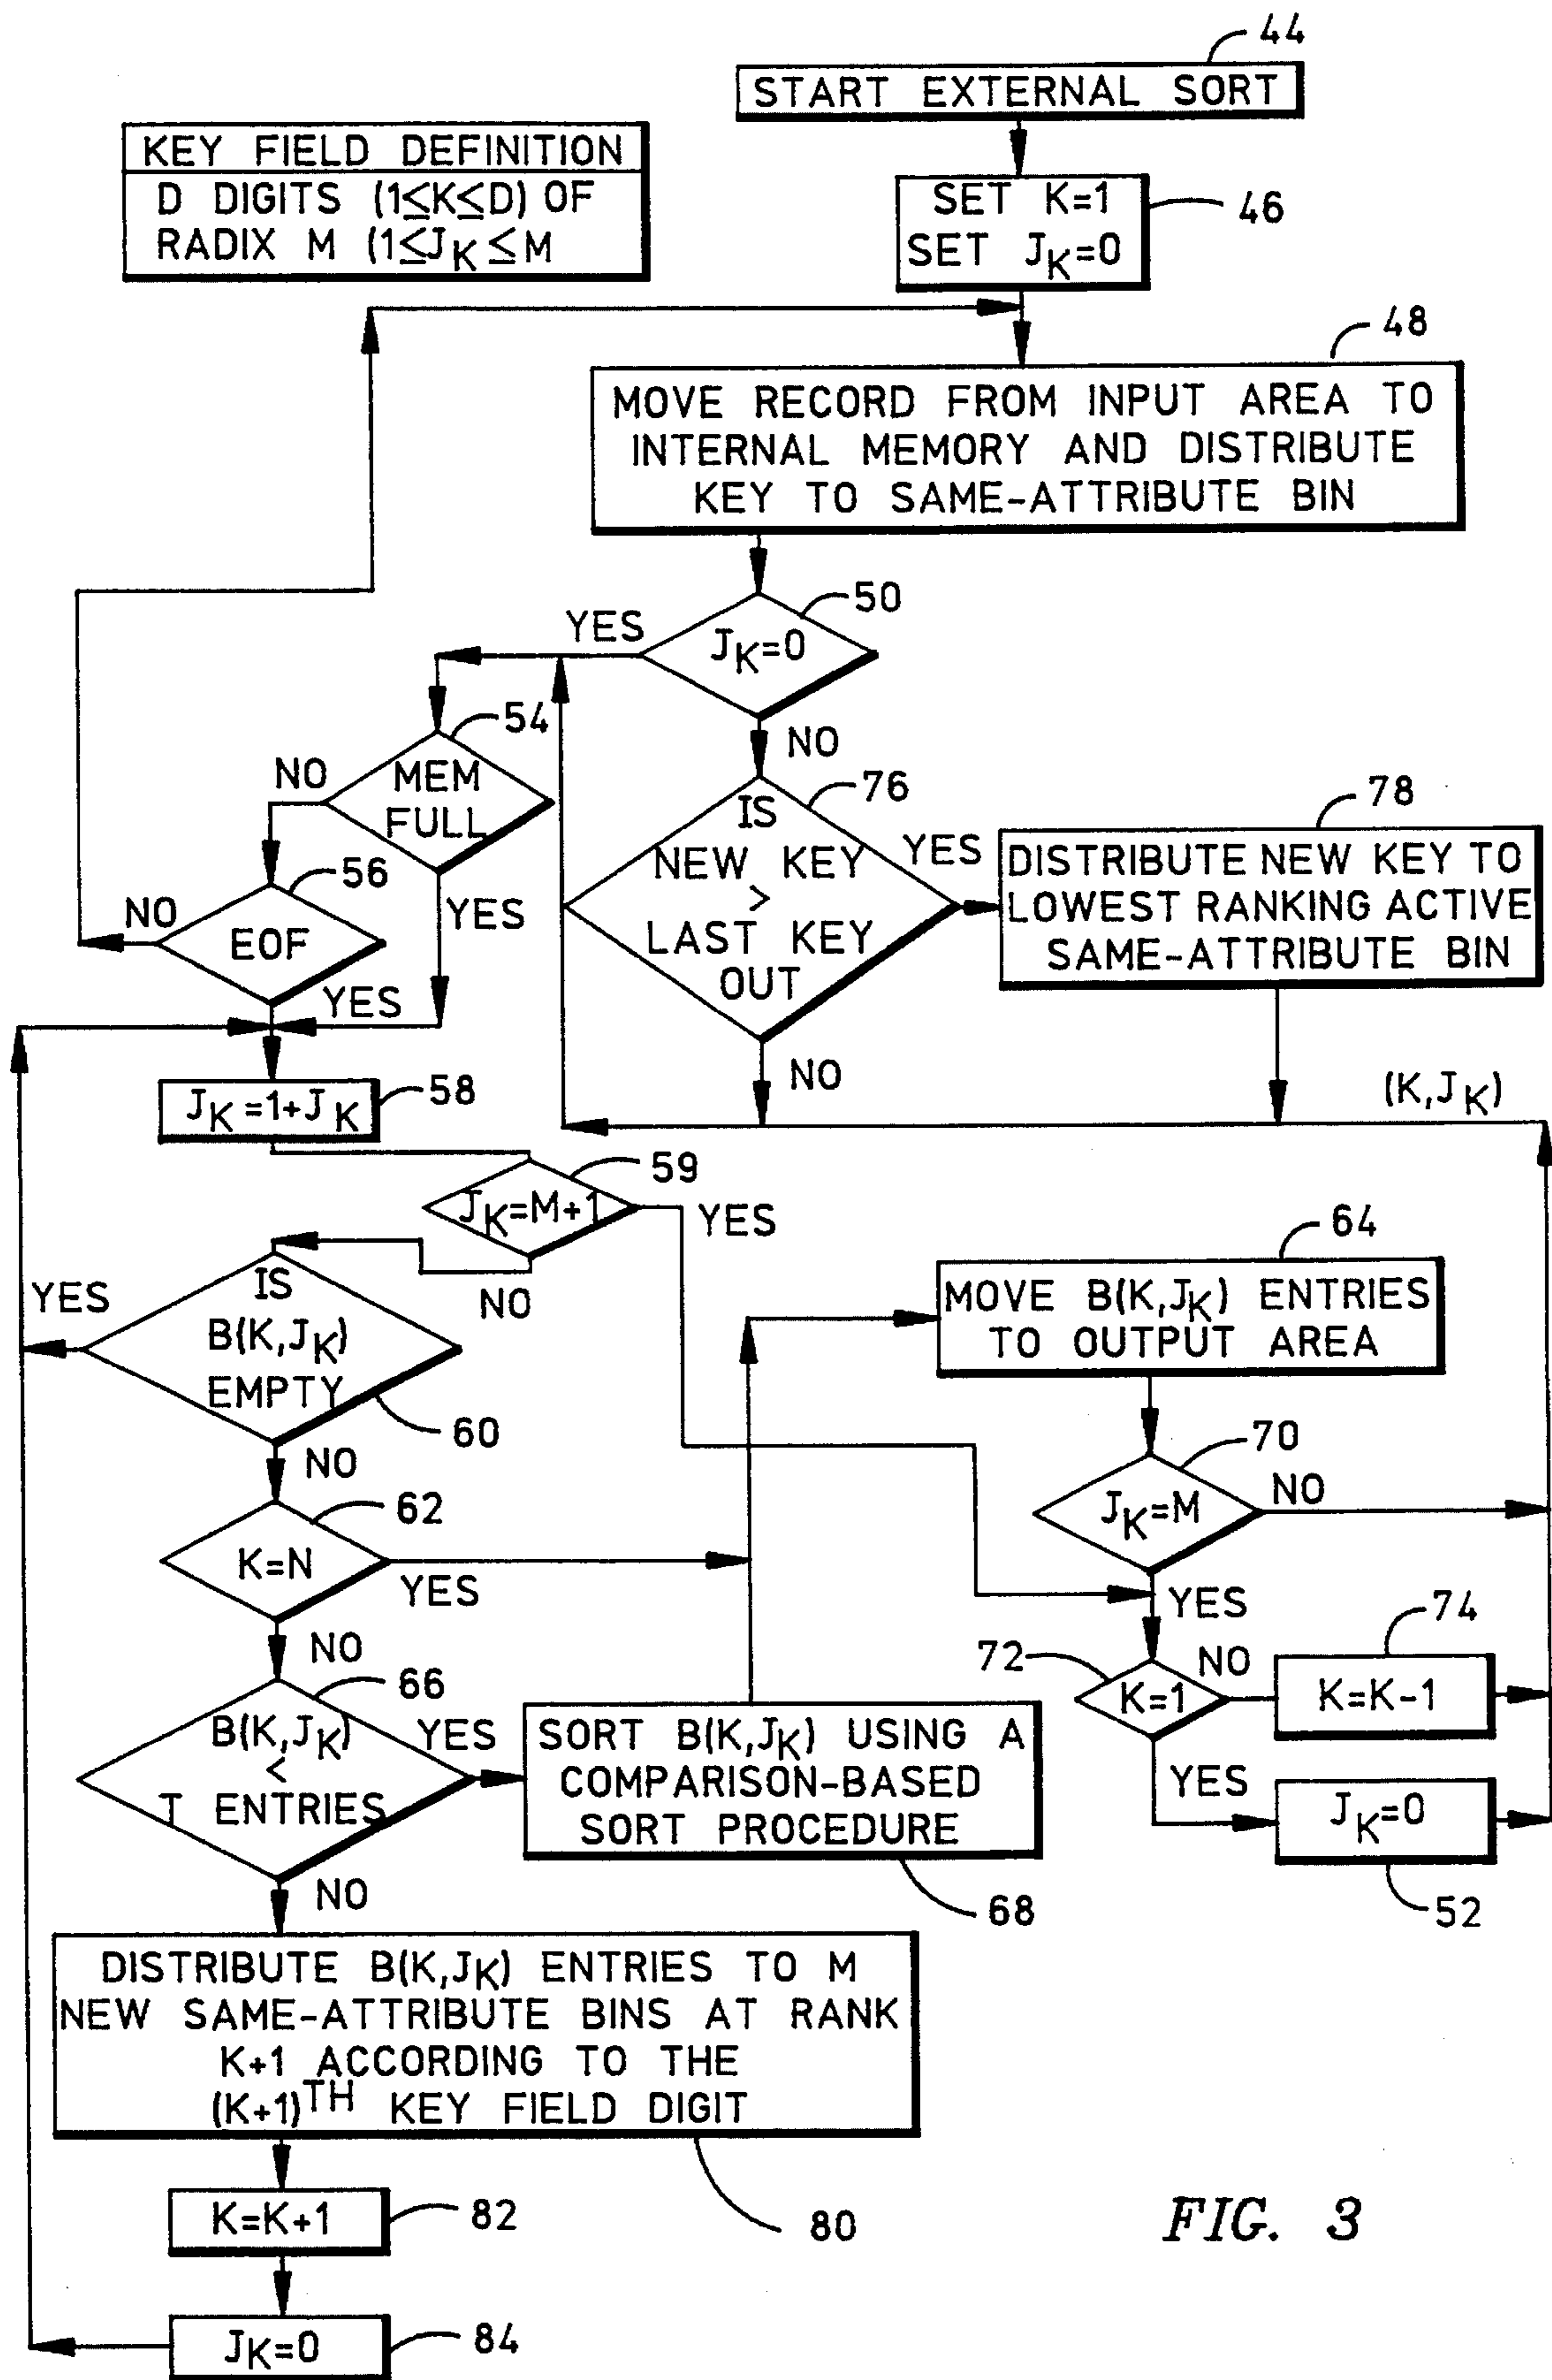 44
START EXTERNAL SORT
KEY FIELD DEFINITION
D DIGITS (1≤K≤D) OF
RADIX M (1≤JK≤M
SET K=1
SET JK=0
46
48
MOVE RECORD FROM INPUT AREA TO
INTERNAL MEMORY AND DISTRIBUTE
KEY TO SAME-ATTRIBUTE BIN
50
YES
JK=0
NO
54
NO
MEM
FULL
YES
56
NO
EOF
YES
76
IS
NEW KEY
>
LAST KEY
OUT
YES
NO
78
DISTRIBUTE NEW KEY TO
LOWEST RANKING ACTIVE
SAME-ATTRIBUTE BIN
(K,JK)
JK=1+JK
58
59
JK=M+1
YES
NO
YES
IS
B(K,JK)
EMPTY
60
NO
64
MOVE B(K,JK) ENTRIES
TO OUTPUT AREA
62
K=N
YES
NO
70
JK=M
NO
YES
66
B(K,JK)
<
T ENTRIES
YES
NO
SORT B(K,JK) USING A
COMPARISON-BASED
SORT PROCEDURE
68
72
K=1
NO
YES
74
K=K-1
JK=0
52
DISTRIBUTE B(K,JK) ENTRIES TO M
NEW SAME-ATTRIBUTE BINS AT RANK
K+1 ACCORDING TO THE
(K+1)TH KEY FIELD DIGIT
80
K=K+1
82
JK=0
84
FIG. 3